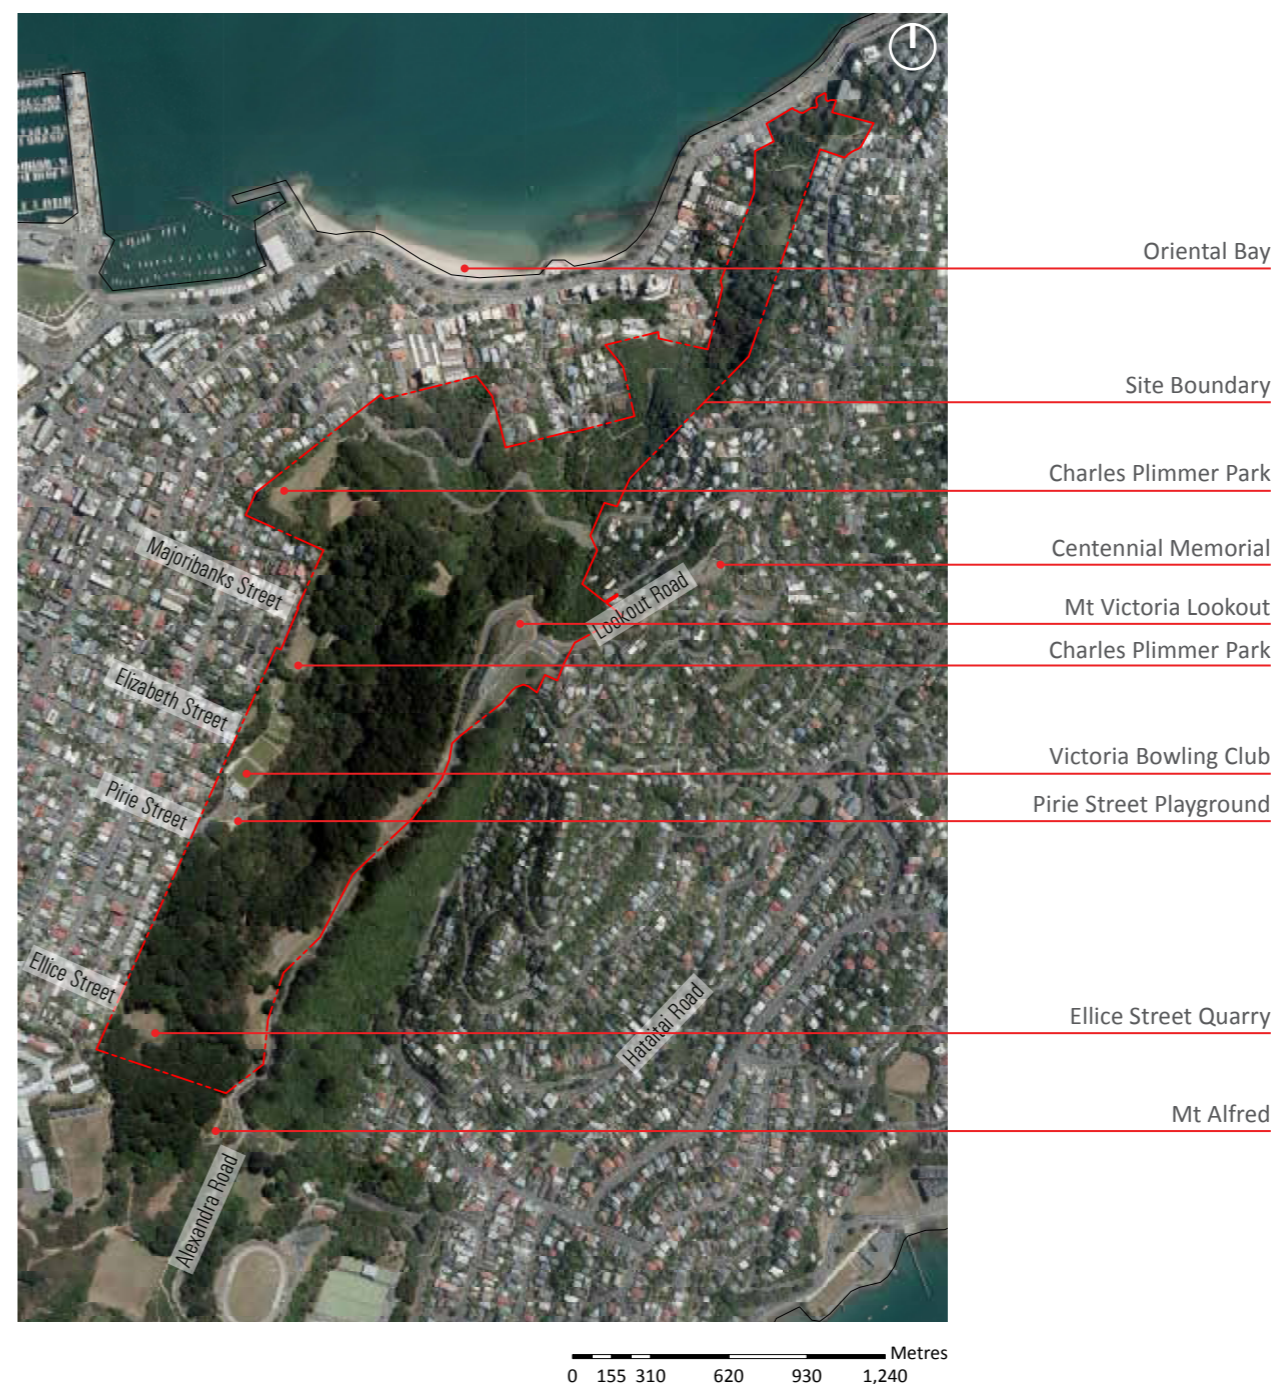 Oriental Bay
Site Boundary
Charles Plimmer Park
Centennial Memorial
Mt Victoria Lookout
Charles Plimmer Park
Victoria Bowling Club
Pirie Street Playground
Ellice Street Quarry
Mt Alfred
Majoribanks Street
Elizabeth Street
Pirie Street
Ellice Street
Lookout Road
Hataitai Road
Alexandra Road
Metres
0 155 310 620 930 1,240